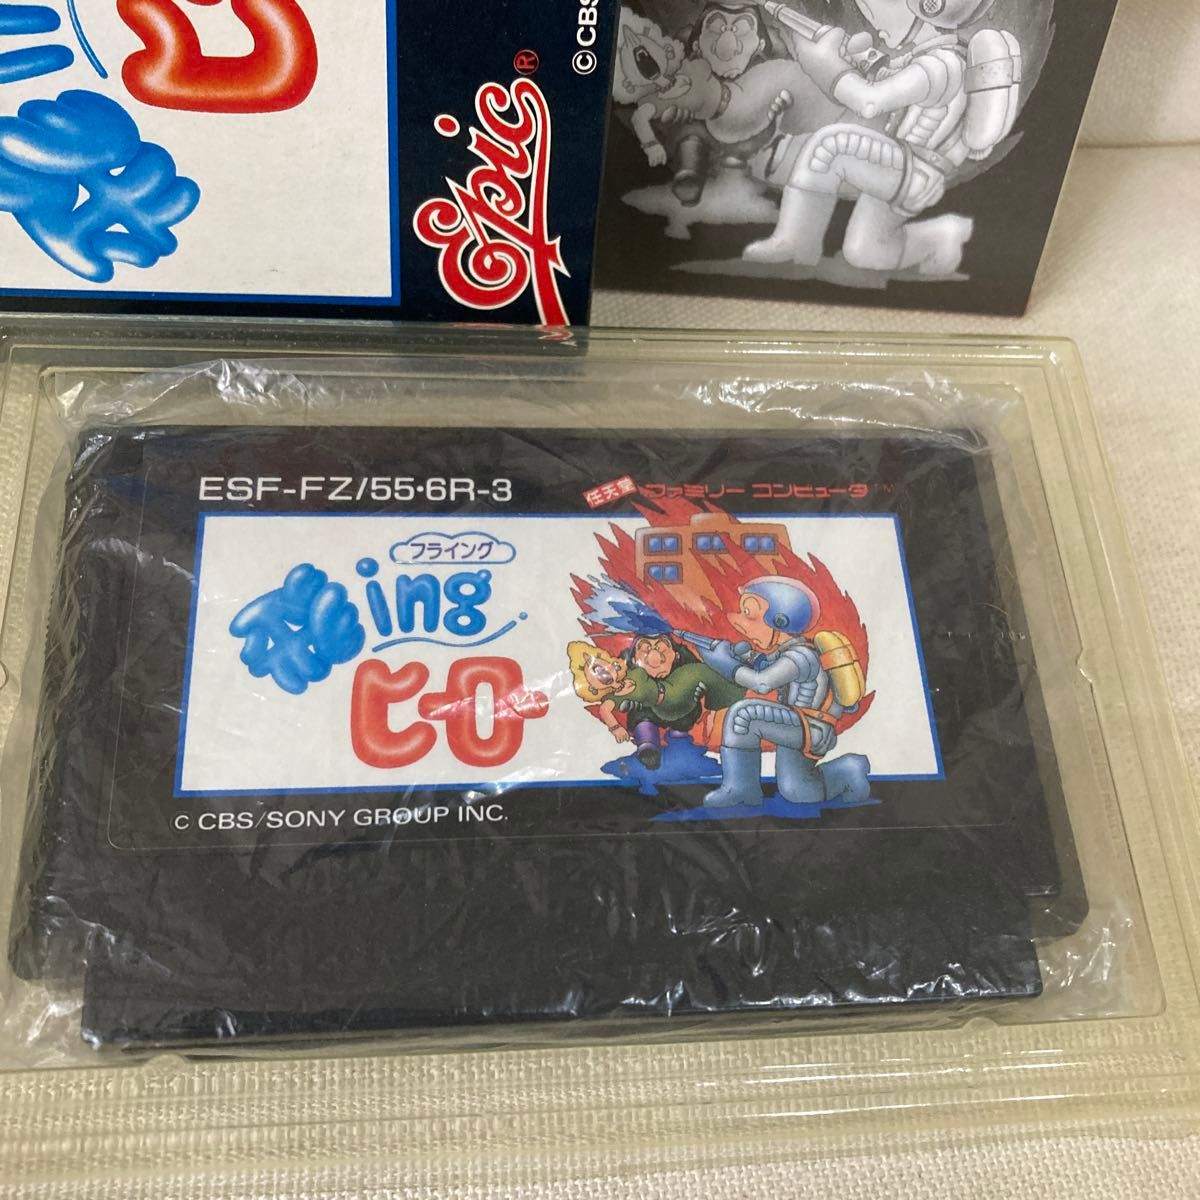 Epic®
© CBS
ESF-FZ/55・6R-3
任天堂 ファミリーコンピュータ™
フライング
飛ing
ヒーロー
© CBS/SONY GROUP INC.